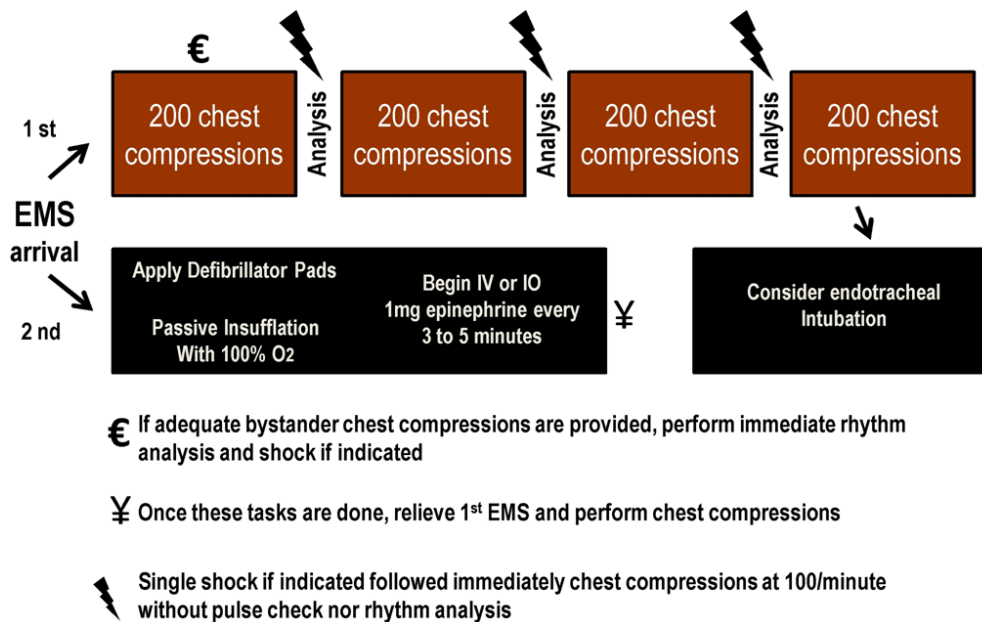 €
200 chest
compressions
Analysis
200 chest
compressions
Analysis
200 chest
compressions
Analysis
200 chest
compressions
1 st
EMS
arrival
2 nd
Apply Defibrillator Pads
Passive Insufflation
With 100% O2
Begin IV or IO
1mg epinephrine every
3 to 5 minutes
¥
Consider endotracheal
Intubation
€ If adequate bystander chest compressions are provided, perform immediate rhythm
analysis and shock if indicated
¥ Once these tasks are done, relieve 1st EMS and perform chest compressions
Single shock if indicated followed immediately chest compressions at 100/minute
without pulse check nor rhythm analysis